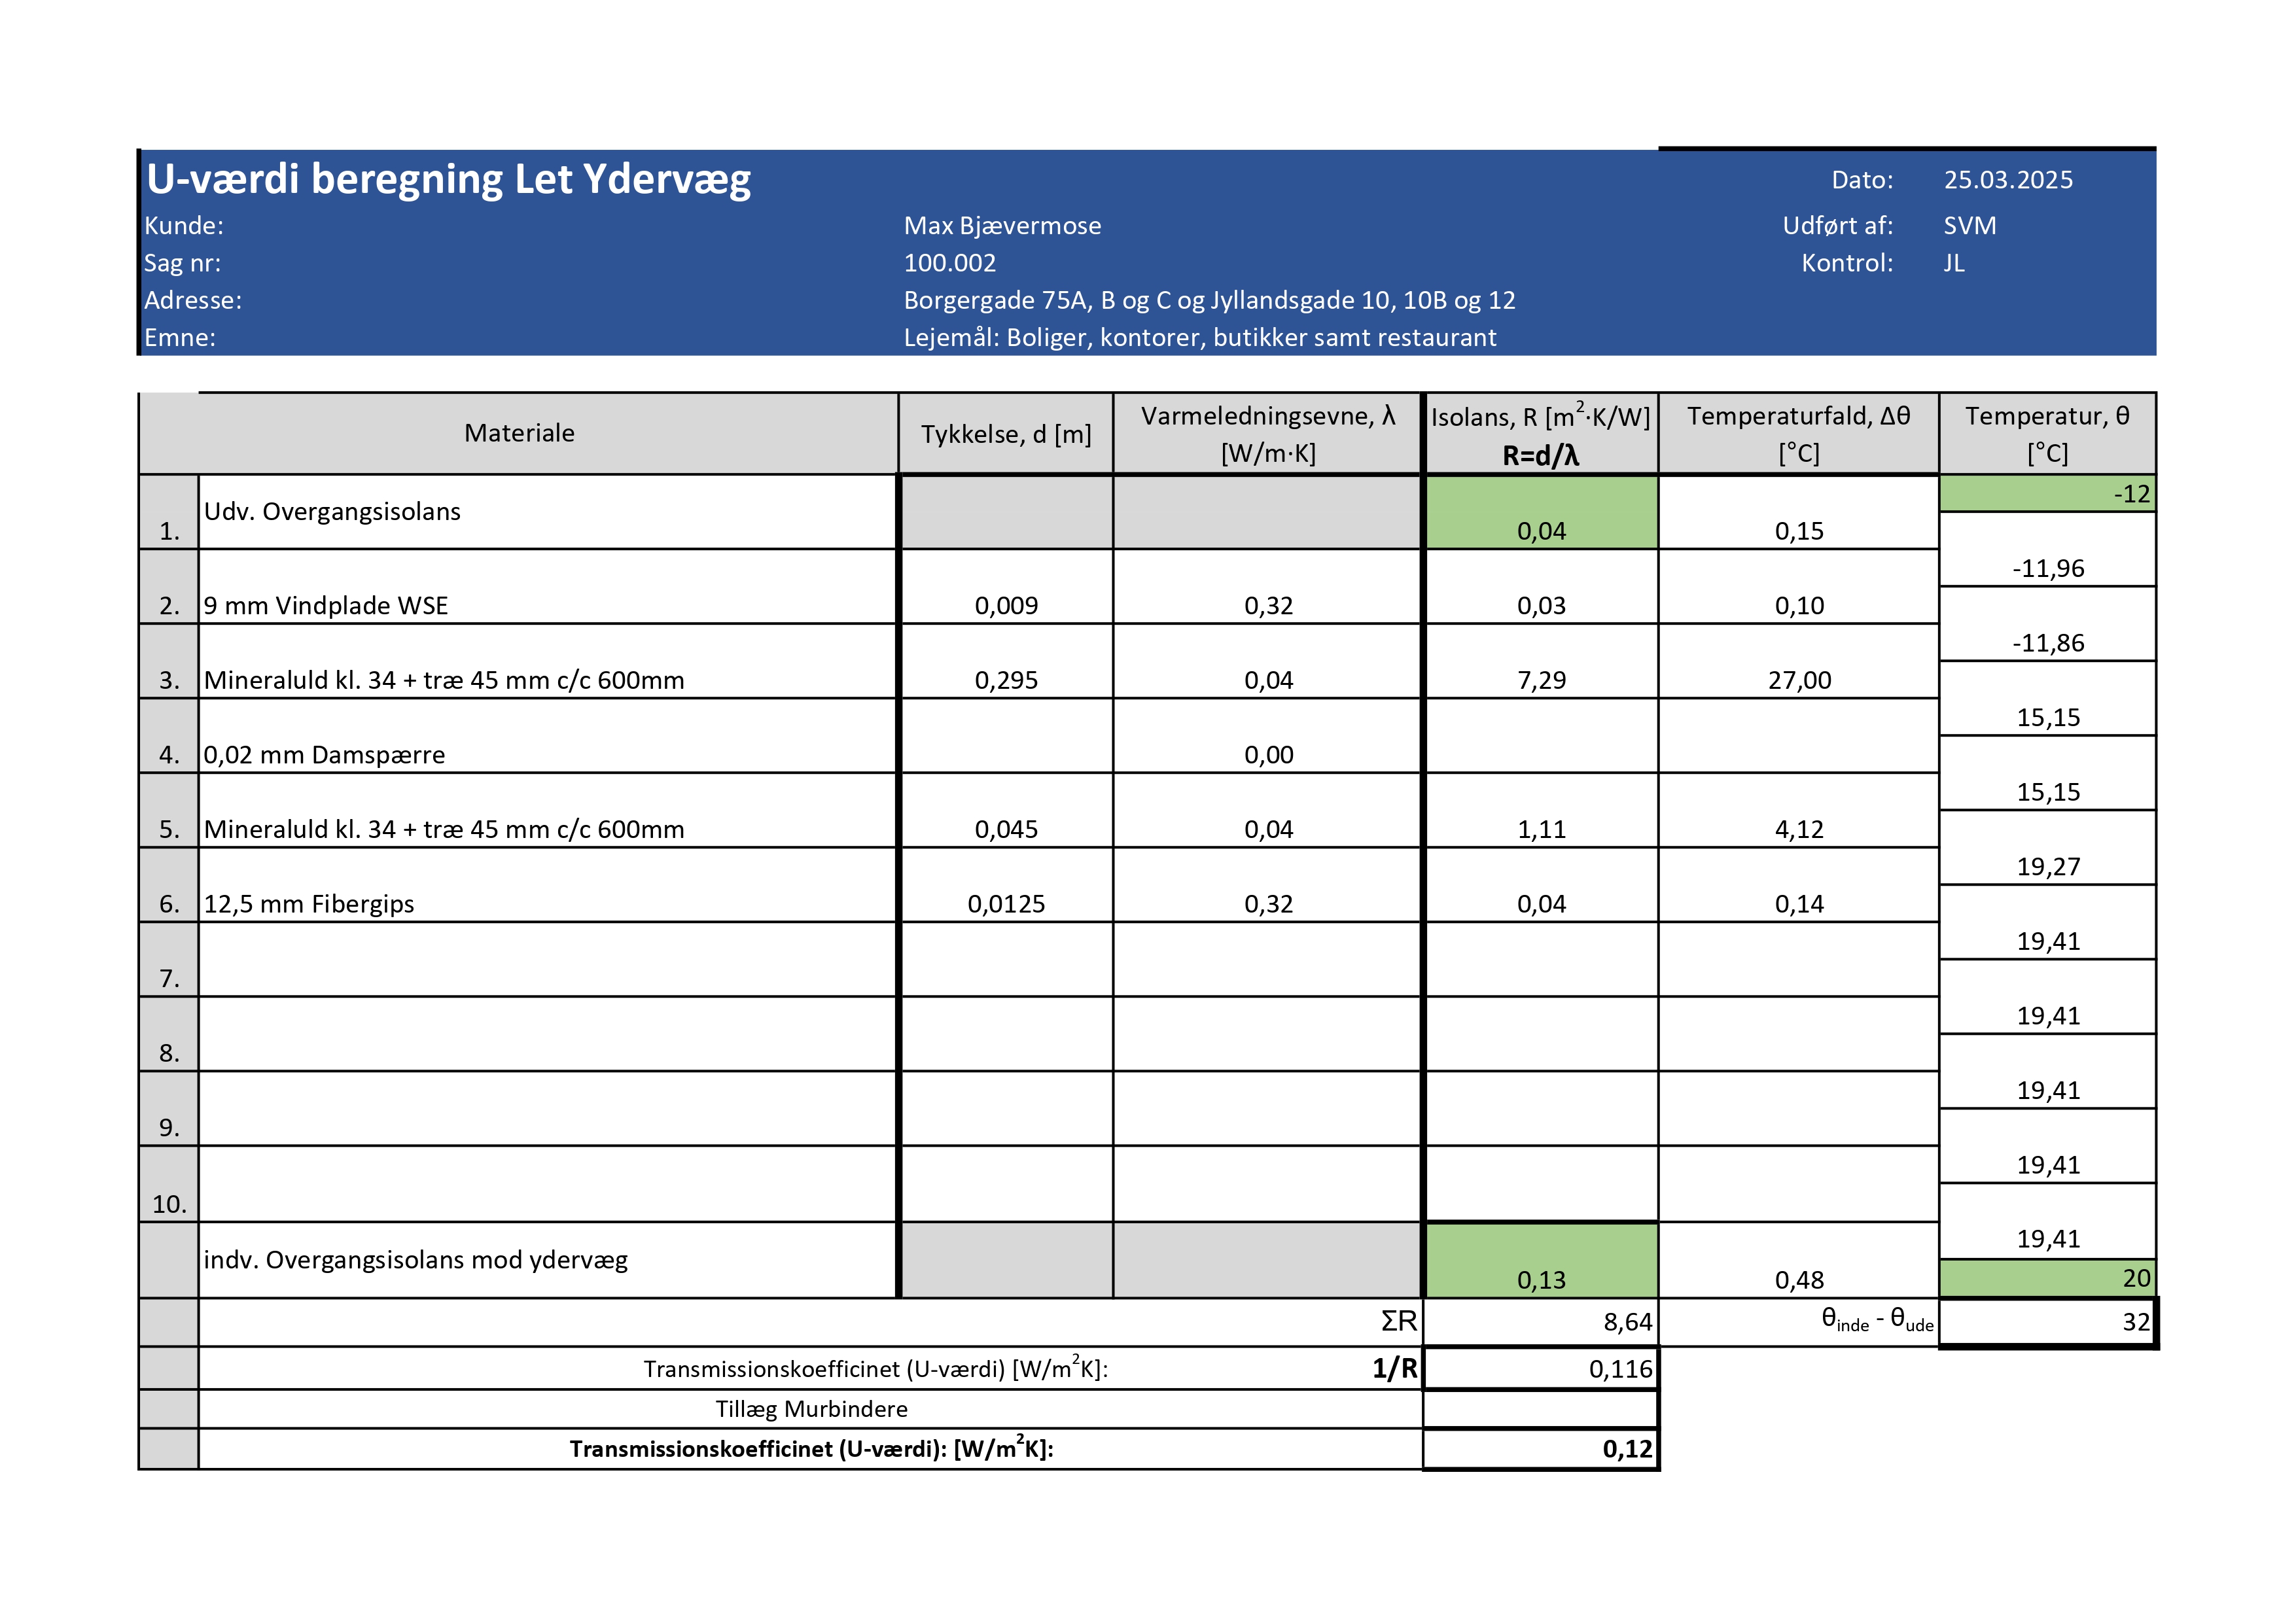 U-værdi beregning Let Ydervæg Dato: 25.03.2025
Kunde: Max Bjævermose Udført af: SVM
Sag nr: 100.002 Kontrol: JL
Adresse: Borgergade 75A, B og C og Jyllandsgade 10, 10B og 12
Emne: Lejemål: Boliger, kontorer, butikker samt restaurant
Materiale Tykkelse, d [m] Varmeledningsevne, λ [W/m·K] Isolans, R [m²·K/W] R=d/λ Temperaturfald, Δθ [°C] Temperatur, θ [°C]
-12
1. Udv. Overgangsisolans 0,04 0,15
-11,96
2. 9 mm Vindplade WSE 0,009 0,32 0,03 0,10
-11,86
3. Mineraluld kl. 34 + træ 45 mm c/c 600mm 0,295 0,04 7,29 27,00
15,15
4. 0,02 mm Damspærre 0,00
15,15
5. Mineraluld kl. 34 + træ 45 mm c/c 600mm 0,045 0,04 1,11 4,12
19,27
6. 12,5 mm Fibergips 0,0125 0,32 0,04 0,14
19,41
7.
19,41
8.
19,41
9.
19,41
10.
19,41
indv. Overgangsisolans mod ydervæg 0,13 0,48 20
ΣR 8,64 θinde - θude 32
Transmissionskoefficinet (U-værdi) [W/m²K]: 1/R 0,116
Tillæg Murbindere
Transmissionskoefficinet (U-værdi): [W/m²K]: 0,12